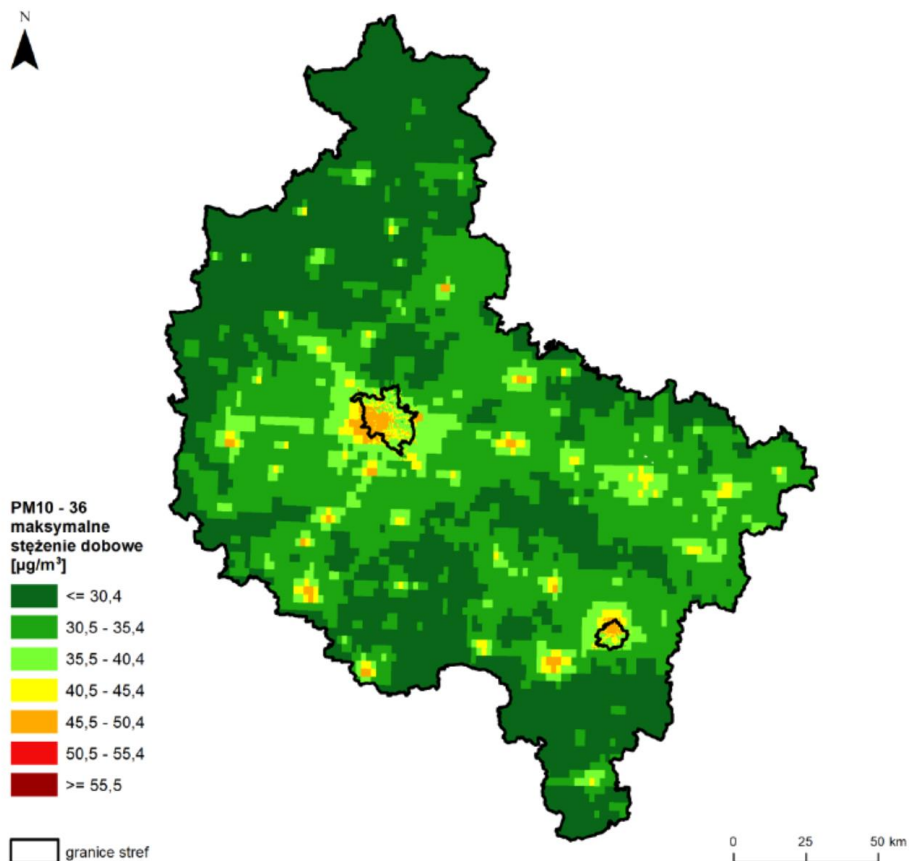 N
PM10 - 36
maksymalne
stężenie dobowe
[µg/m³]
<= 30,4
30,5 - 35,4
35,5 - 40,4
40,5 - 45,4
45,5 - 50,4
50,5 - 55,4
>= 55,5
granice stref
0 25 50 km